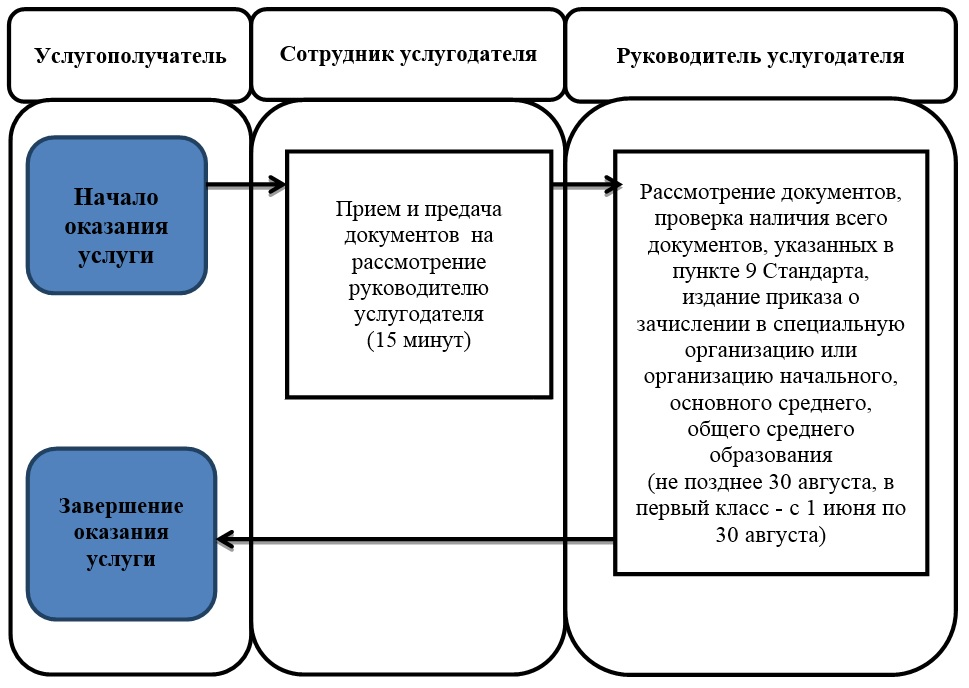 Услугополучатель
Сотрудник услугодателя
Руководитель услугодателя
Начало
оказания
услуги
Прием и предача
документов на
рассмотрение
руководителю
услугодателя
(15 минут)
Рассмотрение документов,
проверка наличия всего
документов, указанных в
пункте 9 Стандарта,
издание приказа о
зачислении в специальную
организацию или
организацию начального,
основного среднего,
общего среднего
образования
(не позднее 30 августа, в
первый класс - с 1 июня по
30 августа)
Завершение
оказания
услуги